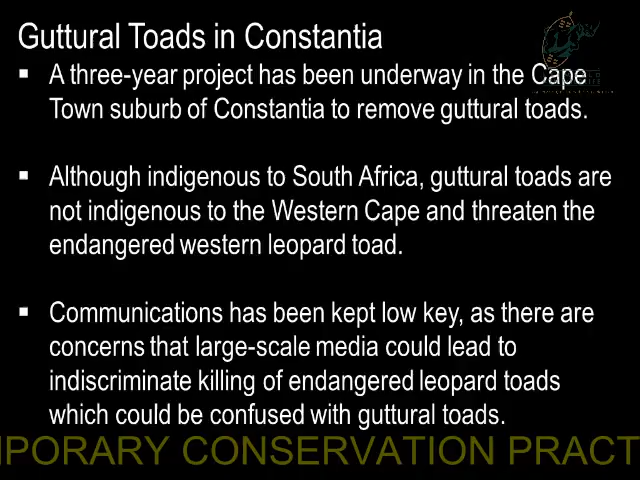 Guttural Toads in Constantia
▪ A three-year project has been underway in the Cape
Town suburb of Constantia to remove guttural toads.
▪ Although indigenous to South Africa, guttural toads are
not indigenous to the Western Cape and threaten the
endangered western leopard toad.
▪ Communications has been kept low key, as there are
concerns that large-scale media could lead to
indiscriminate killing of endangered leopard toads
which could be confused with guttural toads.
MPORARY CONSERVATION PRACT